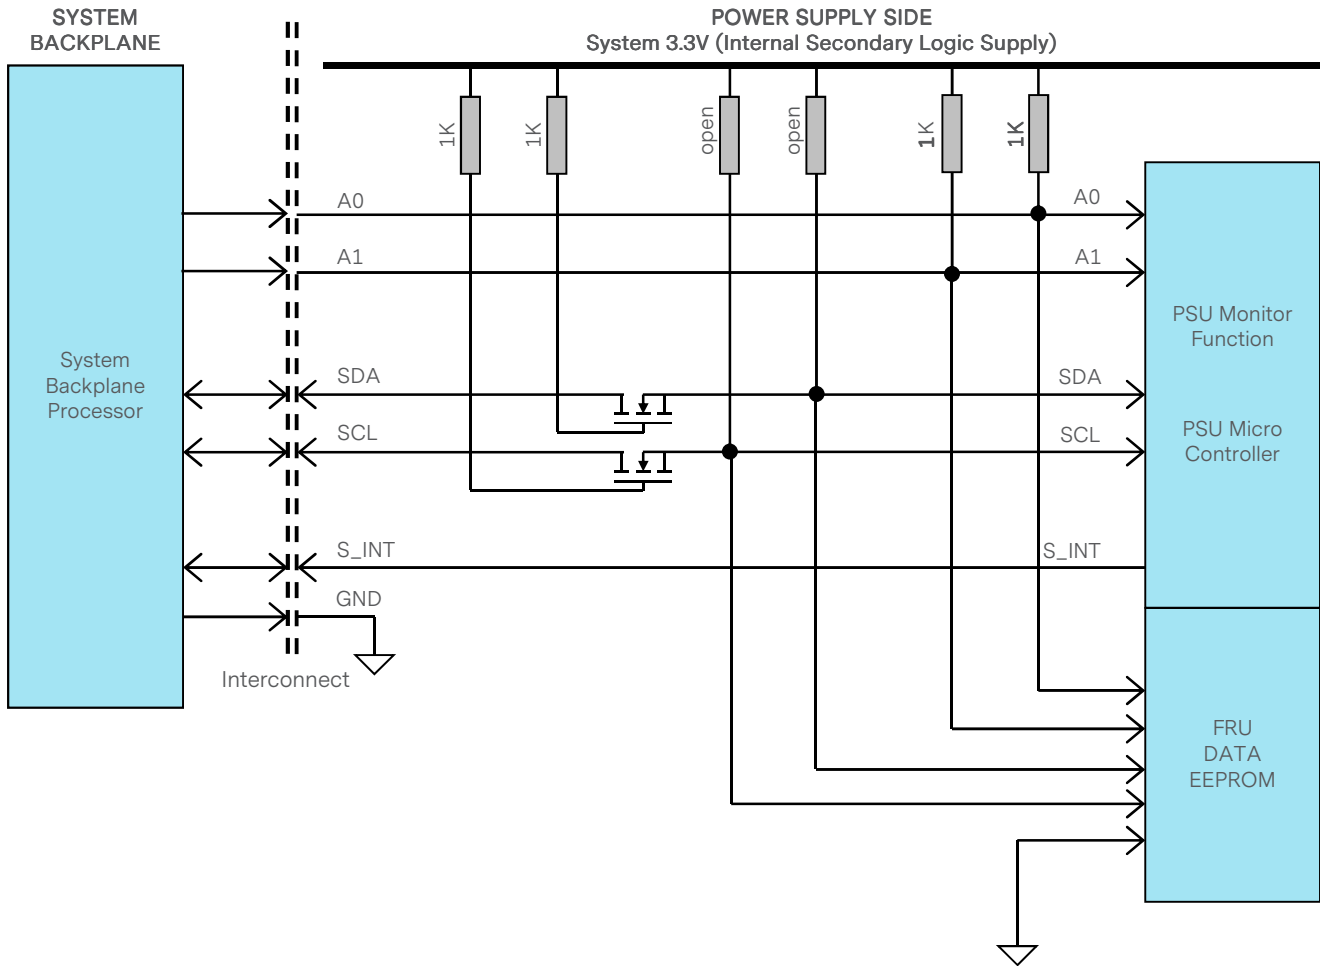 SYSTEM
BACKPLANE
POWER SUPPLY SIDE
System 3.3V (Internal Secondary Logic Supply)
1K
1K
open
open
1K
1K
A0
A0
A1
A1
PSU Monitor
Function
System
Backplane
Processor
SDA
SDA
SCL
SCL
PSU Micro
Controller
S_INT
S_INT
GND
Interconnect
FRU
DATA
EEPROM